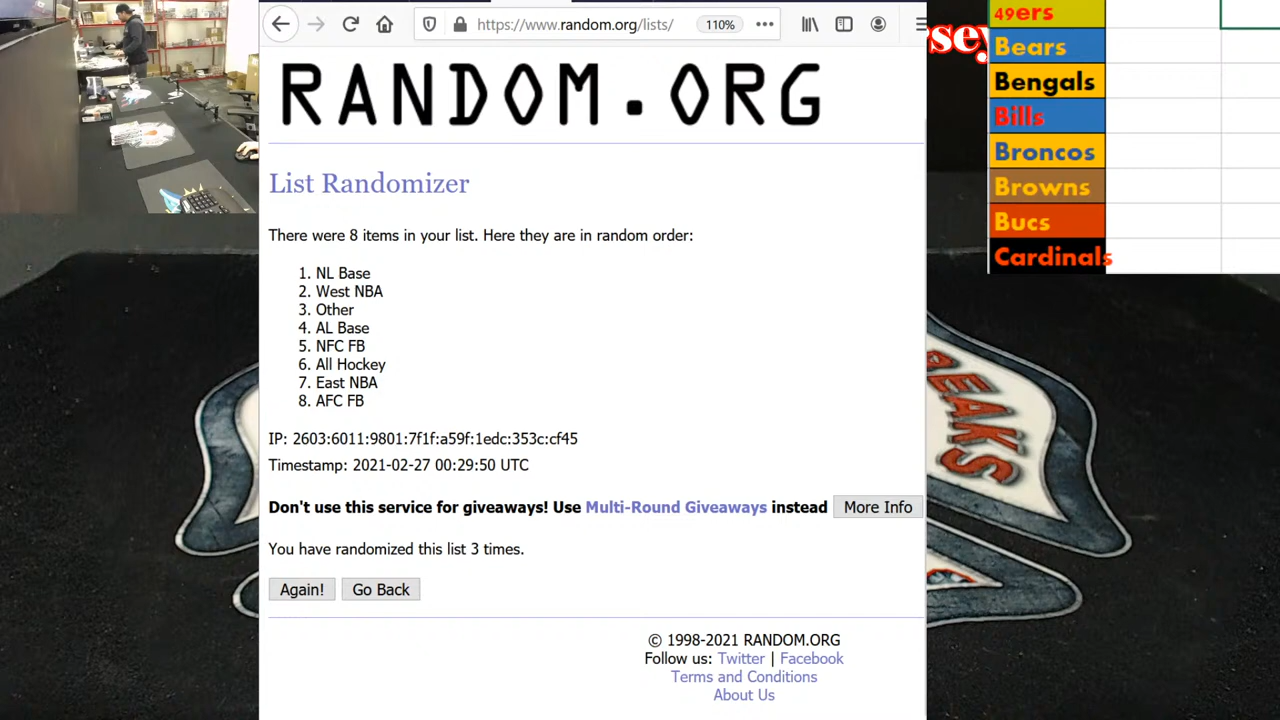 https://www.random.org/lists/
110%
RANDOM.ORG
List Randomizer
There were 8 items in your list. Here they are in random order:
1. NL Base
2. West NBA
3. Other
4. AL Base
5. NFC FB
6. All Hockey
7. East NBA
8. AFC FB
IP: 2603:6011:9801:7f1f:a59f:1edc:353c:cf45
Timestamp: 2021-02-27 00:29:50 UTC
Don't use this service for giveaways! Use Multi-Round Giveaways instead More Info
You have randomized this list 3 times.
Again! Go Back
© 1998-2021 RANDOM.ORG
Follow us: Twitter | Facebook
Terms and Conditions
About Us
49ers
Bears
Bengals
Bills
Broncos
Browns
Bucs
Cardinals